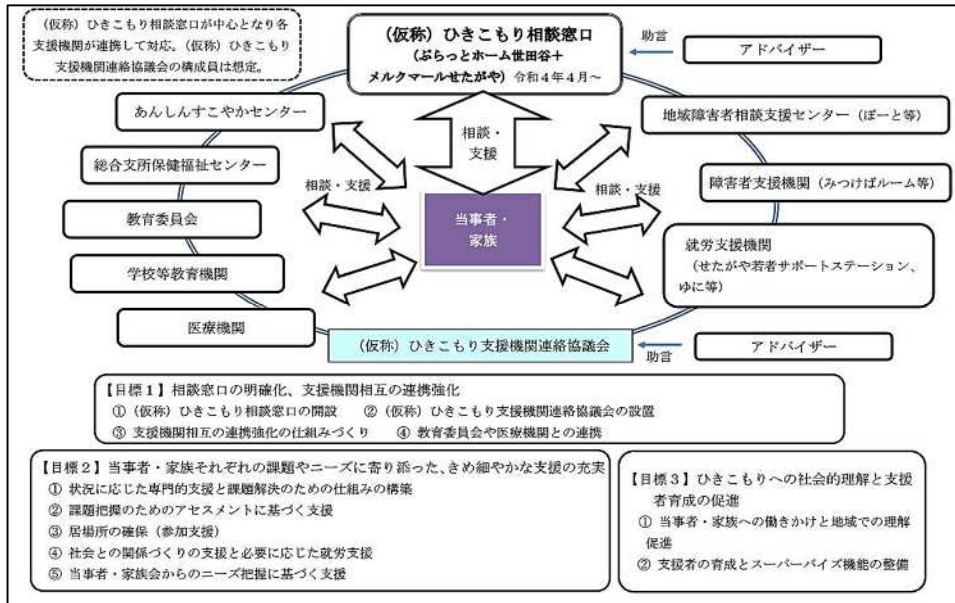 （仮称）ひきこもり相談窓口が中心となり各
支援機関が連携して対応。（仮称）ひきこもり
支援機関連絡協議会の構成員は想定。
（仮称）ひきこもり相談窓口
（ぷらっとホーム世田谷＋
メルクマールせたがや）令和４年４月～
助言
アドバイザー
あんしんすこやかセンター
総合支所保健福祉センター
教育委員会
学校等教育機関
医療機関
相談・
支援
相談・支援
相談・支援
当事者・
家族
地域障害者相談支援センター（ぽーと等）
障害者支援機関（みつけばルーム等）
就労支援機関
（せたがや若者サポートステーション、
ゆに等）
（仮称）ひきこもり支援機関連絡協議会
助言
アドバイザー
【目標１】相談窓口の明確化、支援機関相互の連携強化
①（仮称）ひきこもり相談窓口の開設　②（仮称）ひきこもり支援機関連絡協議会の設置
③ 支援機関相互の連携強化の仕組みづくり　④ 教育委員会や医療機関との連携
【目標２】当事者・家族それぞれの課題やニーズに寄り添った、きめ細やかな支援の充実
① 状況に応じた専門的支援と課題解決のための仕組みの構築
② 課題把握のためのアセスメントに基づく支援
③ 居場所の確保（参加支援）
④ 社会との関係づくりの支援と必要に応じた就労支援
⑤ 当事者・家族会からのニーズ把握に基づく支援
【目標３】ひきこもりへの社会的理解と支援
者育成の促進
① 当事者・家族への働きかけと地域での理解
促進
② 支援者の育成とスーパーバイズ機能の整備